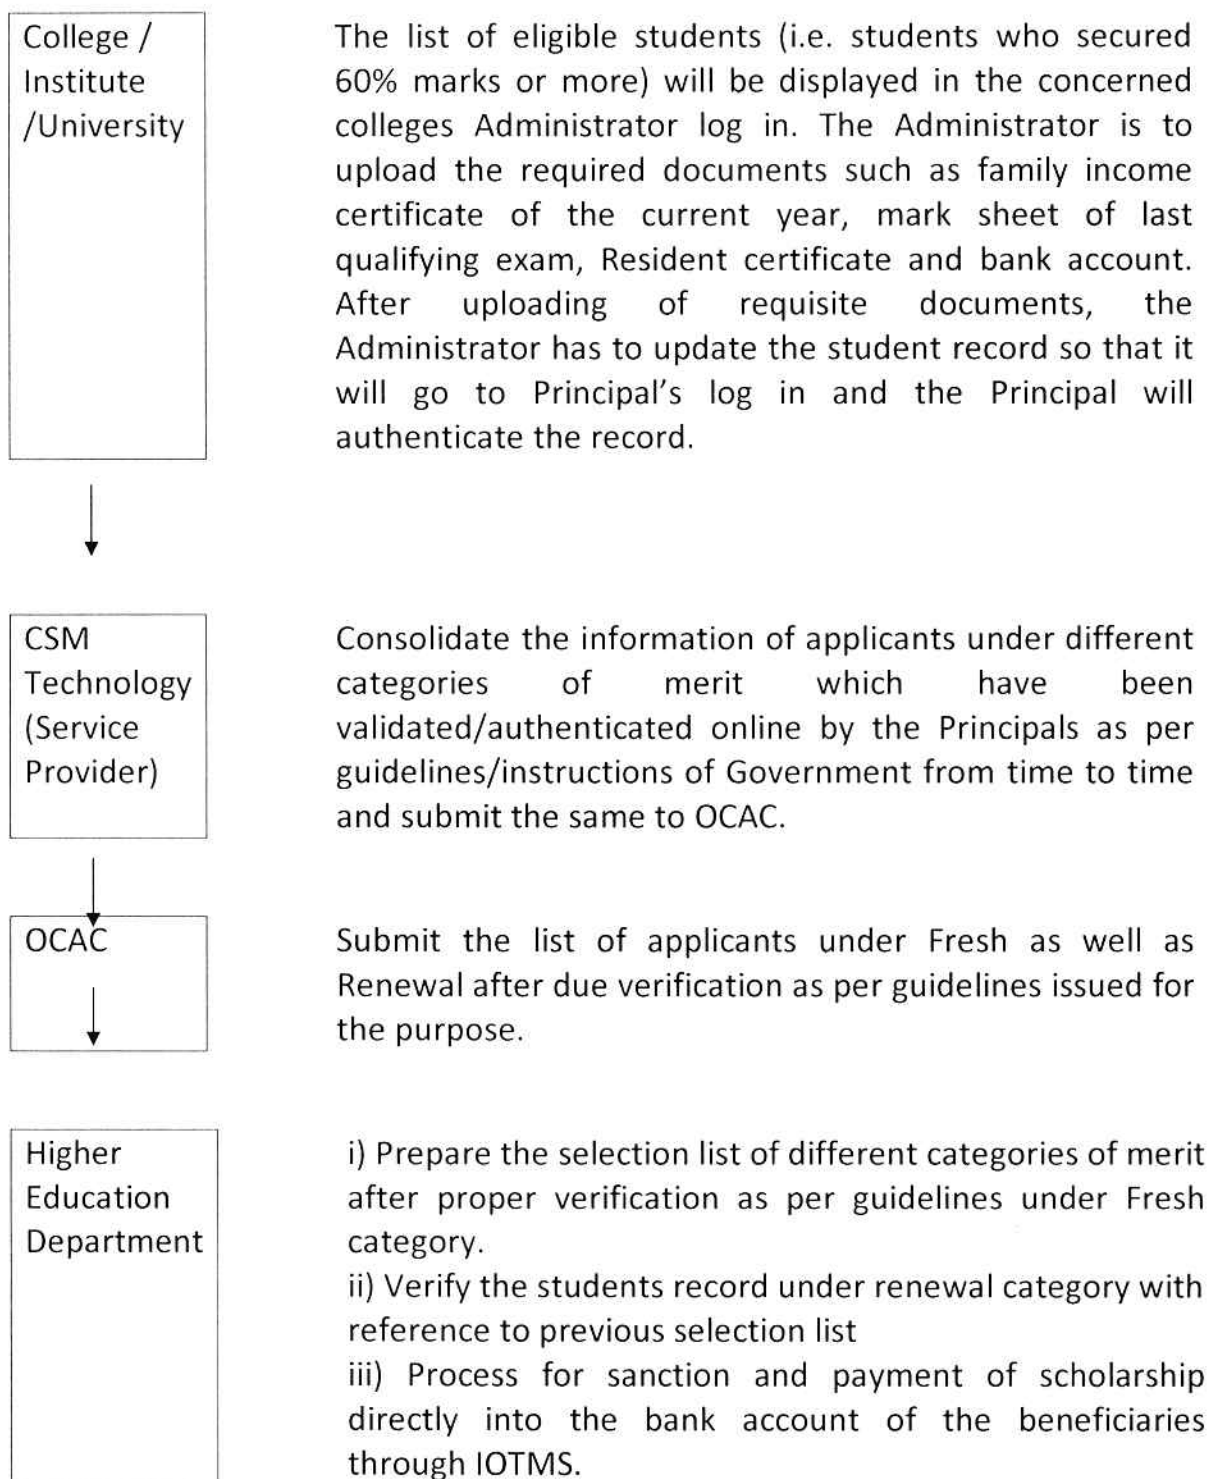 College /
Institute
/University
The list of eligible students (i.e. students who secured
60% marks or more) will be displayed in the concerned
colleges Administrator log in. The Administrator is to
upload the required documents such as family income
certificate of the current year, mark sheet of last
qualifying exam, Resident certificate and bank account.
After uploading of requisite documents, the
Administrator has to update the student record so that it
will go to Principal's log in and the Principal will
authenticate the record.
CSM
Technology
(Service
Provider)
Consolidate the information of applicants under different
categories of merit which have been
validated/authenticated online by the Principals as per
guidelines/instructions of Government from time to time
and submit the same to OCAC.
OCAC
Submit the list of applicants under Fresh as well as
Renewal after due verification as per guidelines issued for
the purpose.
Higher
Education
Department
i) Prepare the selection list of different categories of merit
after proper verification as per guidelines under Fresh
category.
ii) Verify the students record under renewal category with
reference to previous selection list
iii) Process for sanction and payment of scholarship
directly into the bank account of the beneficiaries
through IOTMS.